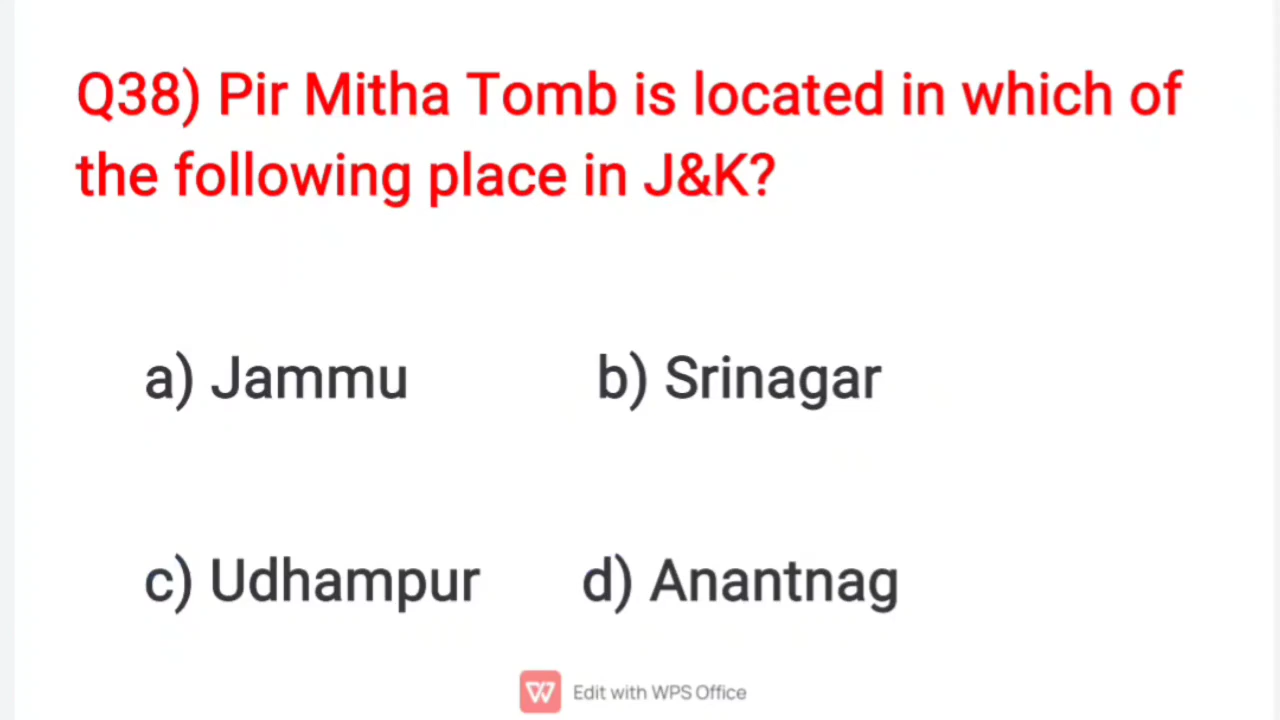 Q38) Pir Mitha Tomb is located in which of
the following place in J&K?
a) Jammu b) Srinagar
c) Udhampur d) Anantnag
Edit with WPS Office